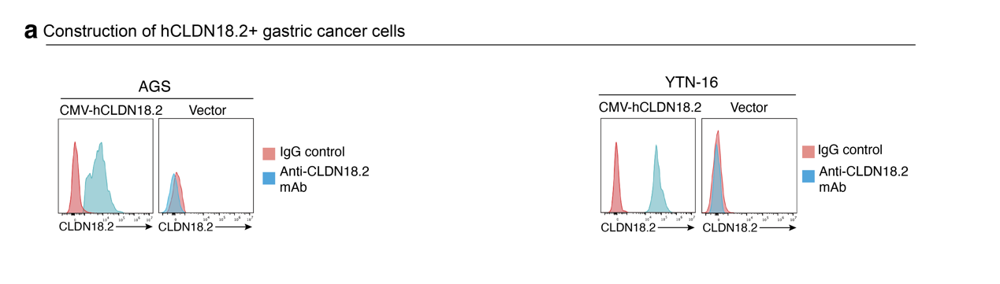 a Construction of hCLDN18.2+ gastric cancer cells
AGS
CMV-hCLDN18.2 Vector
IgG control
Anti-CLDN18.2
mAb
CLDN18.2 CLDN18.2
YTN-16
CMV-hCLDN18.2 Vector
IgG control
Anti-CLDN18.2
mAb
CLDN18.2 CLDN18.2